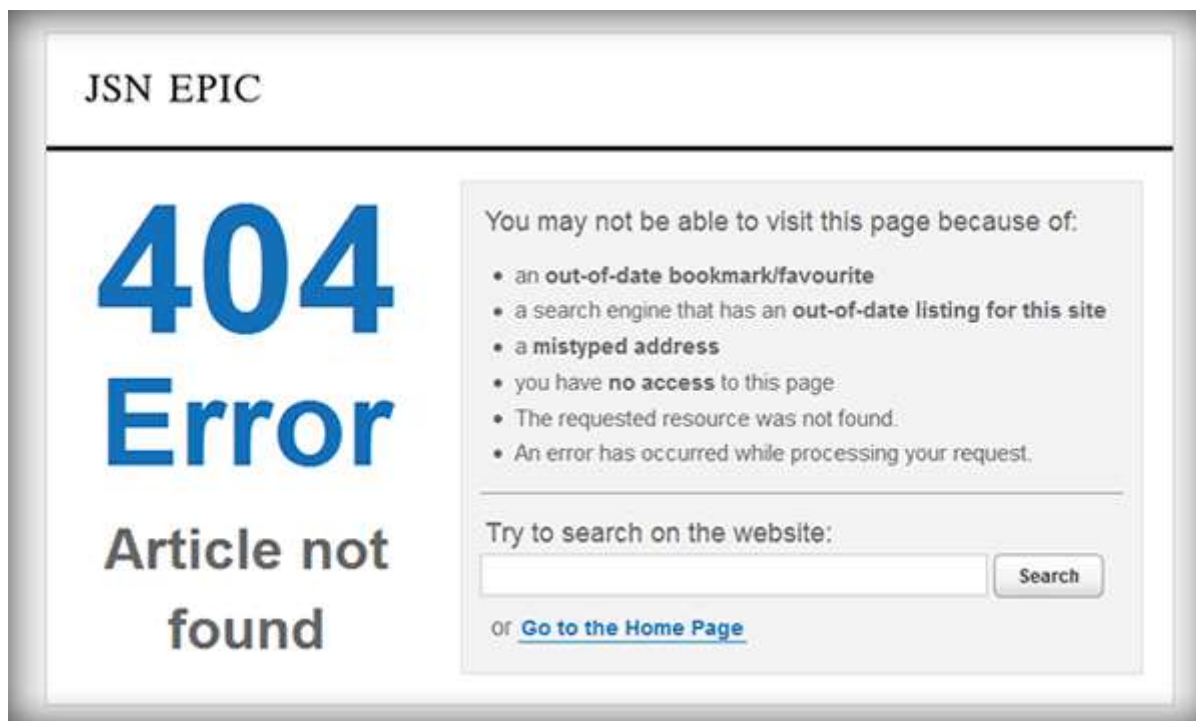 JSN EPIC
404
Error
Article not
found
You may not be able to visit this page because of:
• an out-of-date bookmark/favourite
• a search engine that has an out-of-date listing for this site
• a mistyped address
• you have no access to this page
• The requested resource was not found.
• An error has occurred while processing your request.
Try to search on the website:
Search
or Go to the Home Page